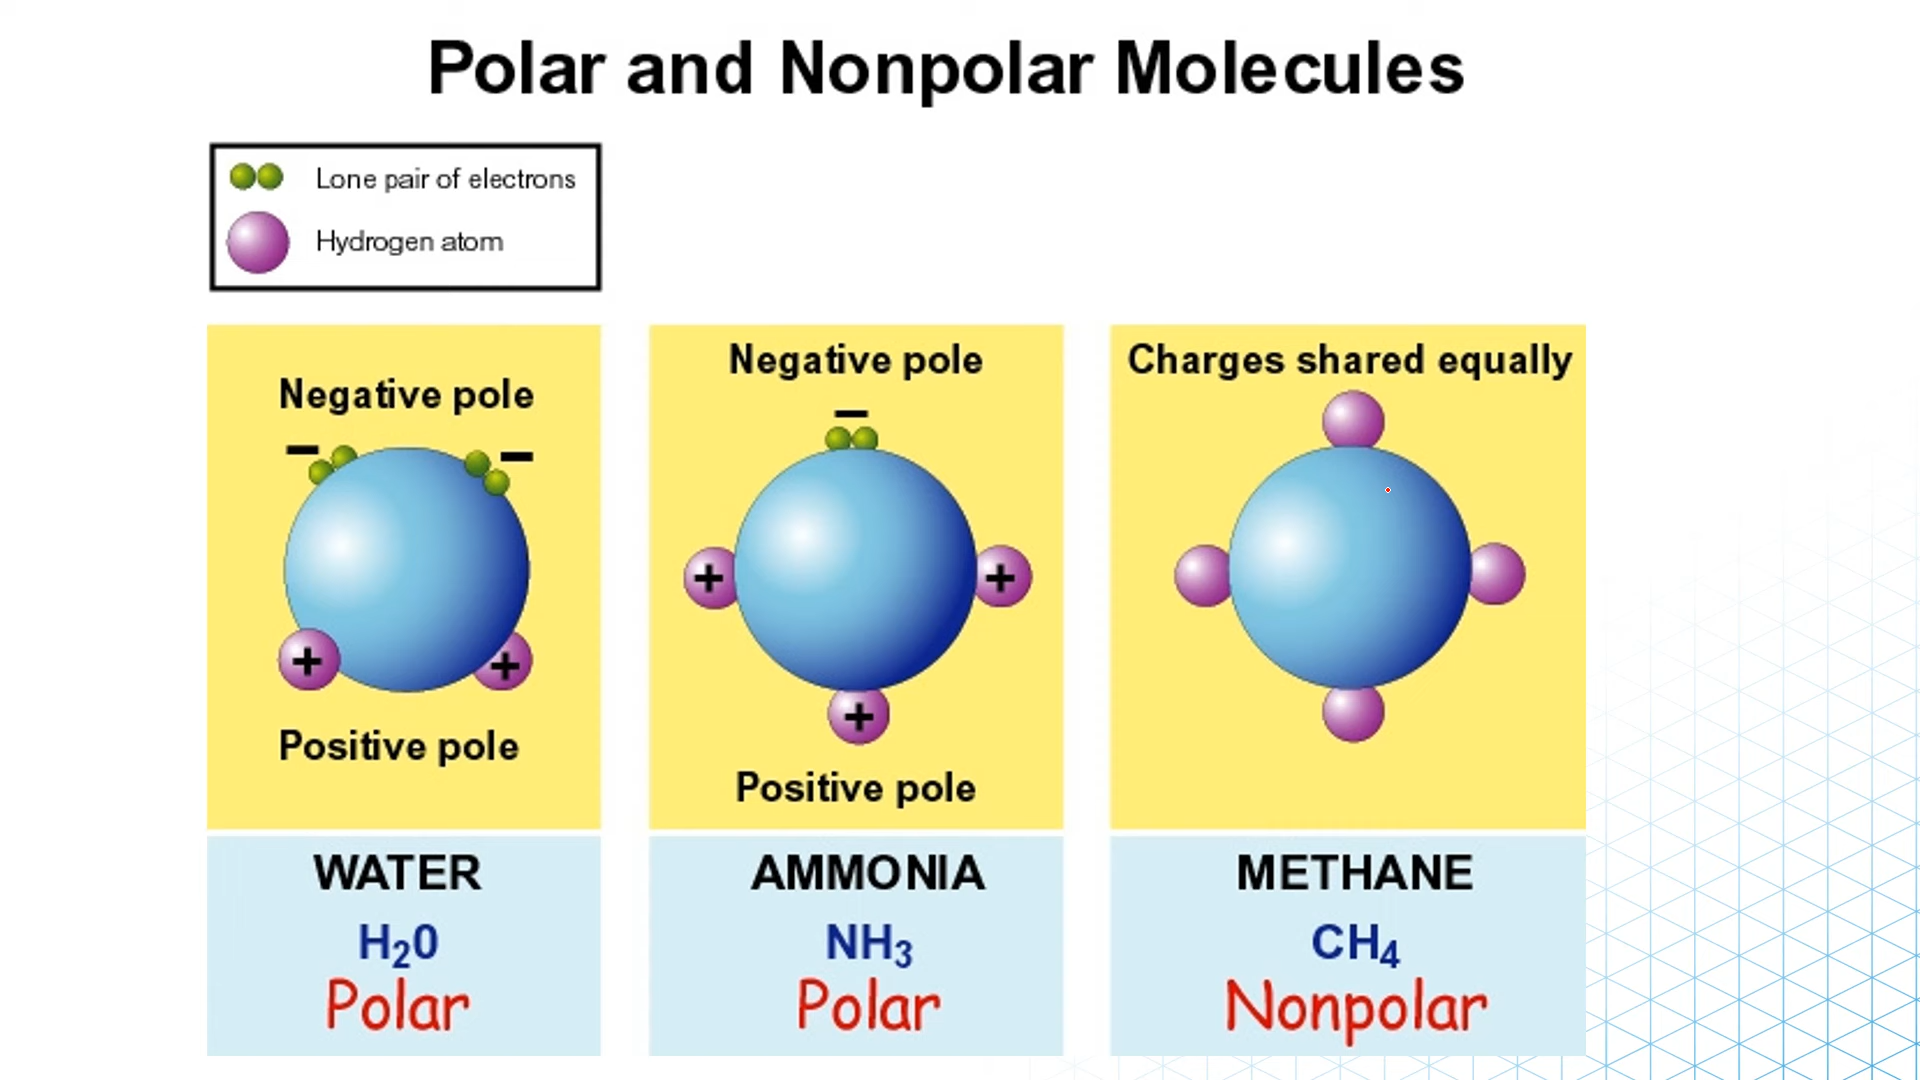 Polar and Nonpolar Molecules
Lone pair of electrons
Hydrogen atom
Negative pole
− −
+ +
Positive pole
WATER
H₂0
Polar
Negative pole
−
+ +
+
Positive pole
AMMONIA
NH₃
Polar
Charges shared equally
METHANE
CH₄
Nonpolar